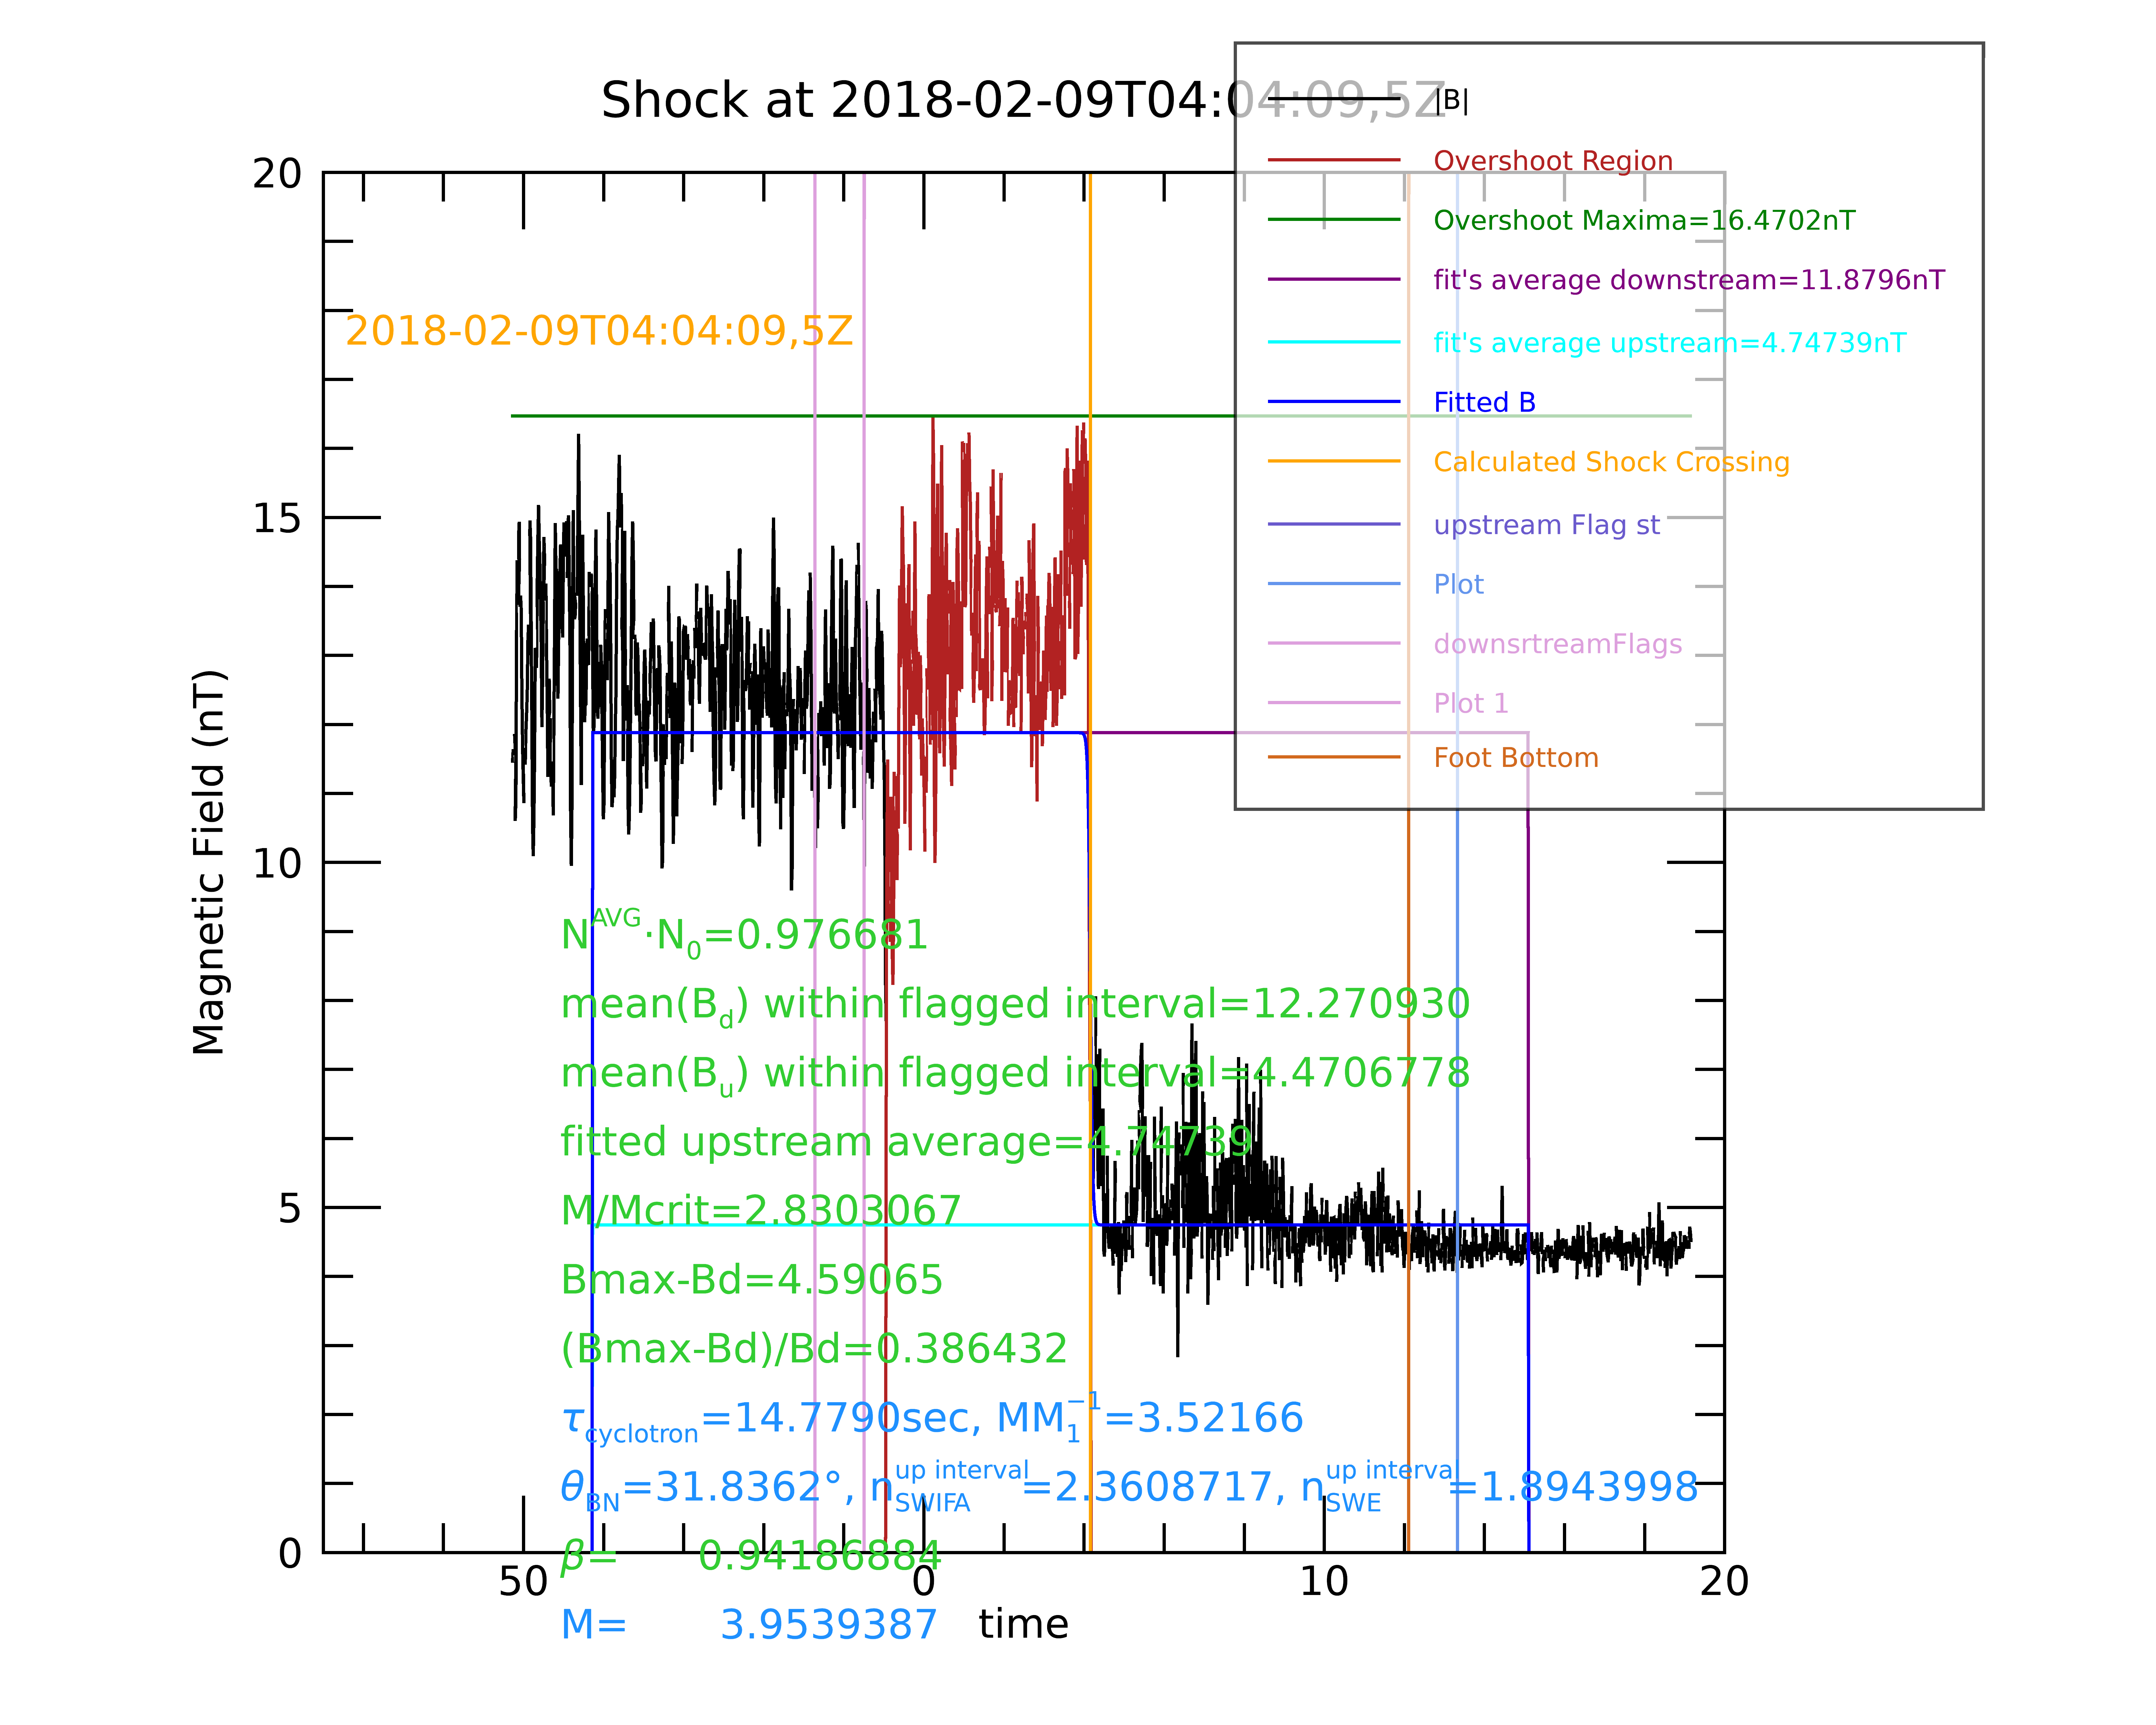 Shock at 2018-02-09T04:04:09,5Z
|B|
Overshoot Region
Overshoot Maxima=16.4702nT
fit's average downstream=11.8796nT
fit's average upstream=4.74739nT
Fitted B
Calculated Shock Crossing
upstream Flag st
Plot
downsrtreamFlags
Plot 1
Foot Bottom
2018-02-09T04:04:09,5Z
Magnetic Field (nT)
20
15
10
5
0
N^AVG·N_0=0.976681
mean(B_d) within flagged interval=12.270930
mean(B_u) within flagged interval=4.4706778
fitted upstream average=4.74739
M/Mcrit=2.8303067
Bmax-Bd=4.59065
(Bmax-Bd)/Bd=0.386432
τ_cyclotron=14.7790sec, MM_1^−1=3.52166
θ_BN=31.8362°, n_SWIFA^up interval=2.3608717, n_SWE^up interval=1.8943998
β= 0.94186884
M= 3.9539387
50 0 10 20
time